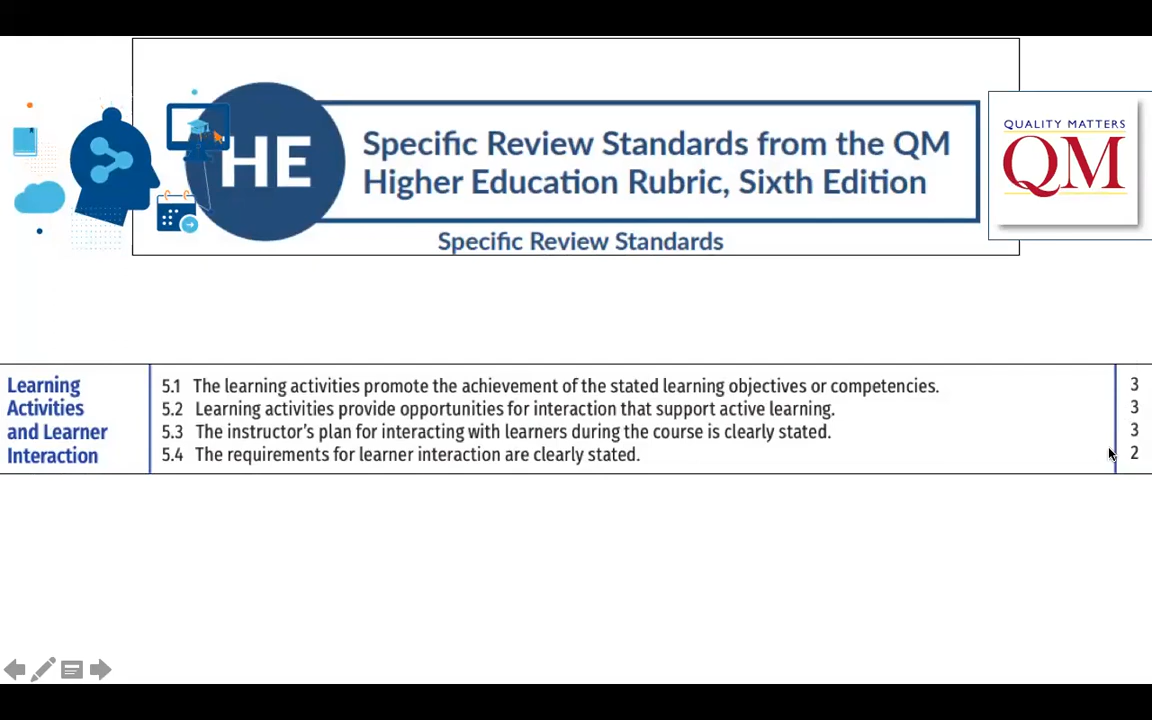 HE
Specific Review Standards from the QM
Higher Education Rubric, Sixth Edition
Specific Review Standards
QUALITY MATTERS
QM
Learning
Activities
and Learner
Interaction
5.1 The learning activities promote the achievement of the stated learning objectives or competencies. 3
5.2 Learning activities provide opportunities for interaction that support active learning. 3
5.3 The instructor's plan for interacting with learners during the course is clearly stated. 3
5.4 The requirements for learner interaction are clearly stated. 2